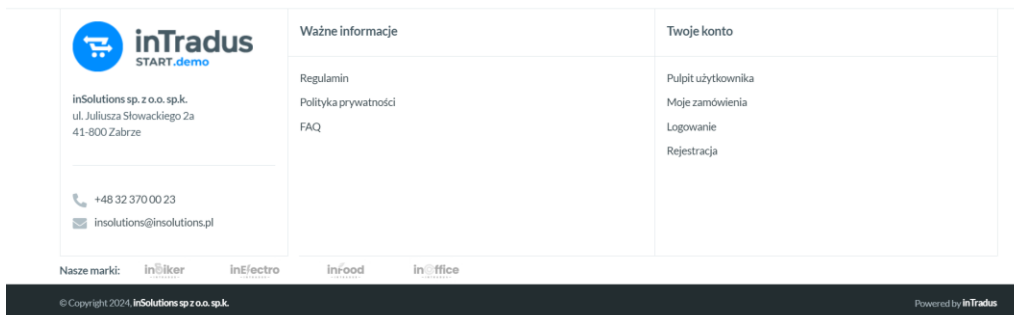 inTradus
START.demo
inSolutions sp. z o.o. sp.k.
ul. Juliusza Słowackiego 2a
41-800 Zabrze
+48 32 370 00 23
insolutions@insolutions.pl
Ważne informacje
Regulamin
Polityka prywatności
FAQ
Twoje konto
Pulpit użytkownika
Moje zamówienia
Logowanie
Rejestracja
Nasze marki: inBiker inElectro inFood inOffice
© Copyright 2024, inSolutions sp z o.o. sp.k.
Powered by inTradus